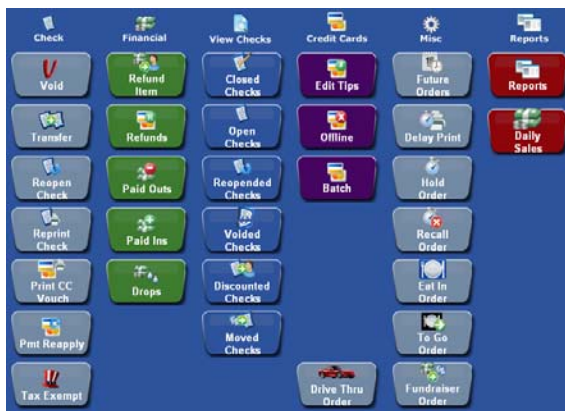 Check
Financial
View Checks
Credit Cards
Misc
Reports
Void
Refund
Item
Closed
Checks
Edit Tips
Future
Orders
Reports
Transfer
Refunds
Open
Checks
Offline
Delay Print
Daily
Sales
Reopen
Check
Paid Outs
Reopended
Checks
Batch
Hold
Order
Reprint
Check
Paid Ins
Voided
Checks
Recall
Order
Print CC
Vouch
Drops
Discounted
Checks
Eat In
Order
Pmt Reapply
Moved
Checks
To Go
Order
Tax Exempt
Drive Thru
Order
Fundraiser
Order